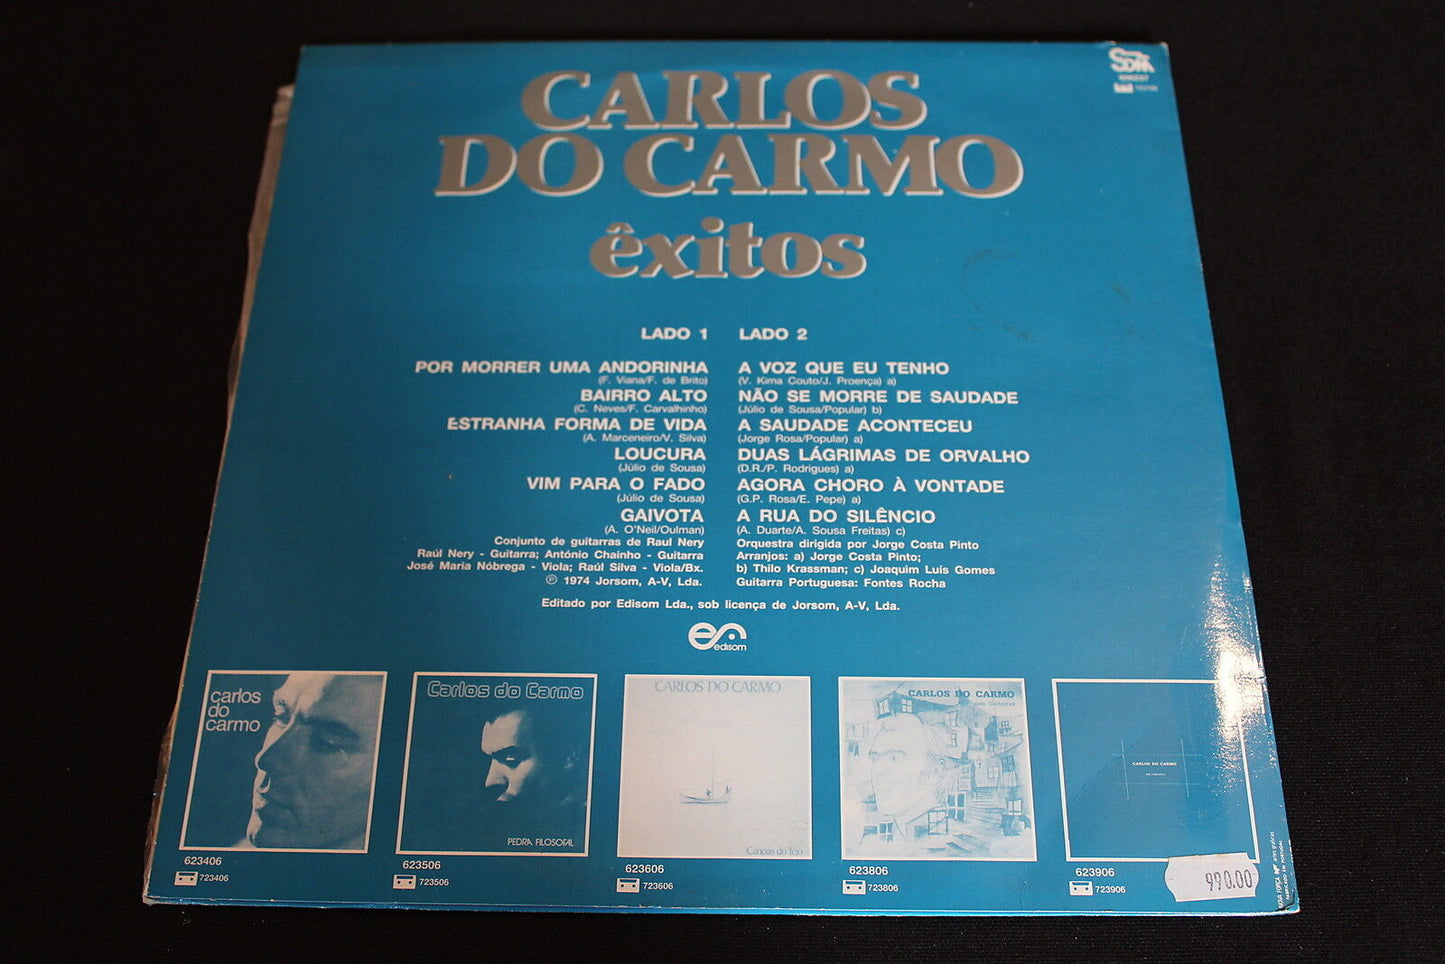 CARLOS
DO CARMO
êxitos
SDM
LADO 1
POR MORRER UMA ANDORINHA
(F. Viana/F. de Brito)
BAIRRO ALTO
(C. Neves/F. Carvalhinho)
ESTRANHA FORMA DE VIDA
(A. Marceneiro/V. Silva)
LOUCURA
(Júlio de Sousa)
VIM PARA O FADO
(Júlio de Sousa)
GAIVOTA
(A. O'Neil/Oulman)
Conjunto de guitarras de Raul Nery
Raúl Nery - Guitarra; António Chainho - Guitarra
José Maria Nóbrega - Viola; Raúl Silva - Viola/Bx.
℗ 1974 Jorsom, A-V, Lda.
LADO 2
A VOZ QUE EU TENHO
(V. Kima Couto/J. Proença) a)
NÃO SE MORRE DE SAUDADE
(Júlio de Sousa/Popular) b)
A SAUDADE ACONTECEU
(Jorge Rosa/Popular) a)
DUAS LÁGRIMAS DE ORVALHO
(D.R./P. Rodrigues) a)
AGORA CHORO À VONTADE
(G.P. Rosa/E. Pepe) a)
A RUA DO SILÊNCIO
(A. Duarte/A. Sousa Freitas) c)
Orquestra dirigida por Jorge Costa Pinto
Arranjos: a) Jorge Costa Pinto;
b) Thilo Krassman; c) Joaquim Luís Gomes
Guitarra Portuguesa: Fontes Rocha
Editado por Edisom Lda., sob licença de Jorsom, A-V, Lda.
edisom
carlos
do
carmo
623406
723406
Carlos do Carmo
PEDRA FILOSOFAL
623506
723506
CARLOS DO CARMO
Canoas do Tejo
623606
723606
CARLOS DO CARMO
623806
723806
CARLOS DO CARMO
623906
723906
990.00